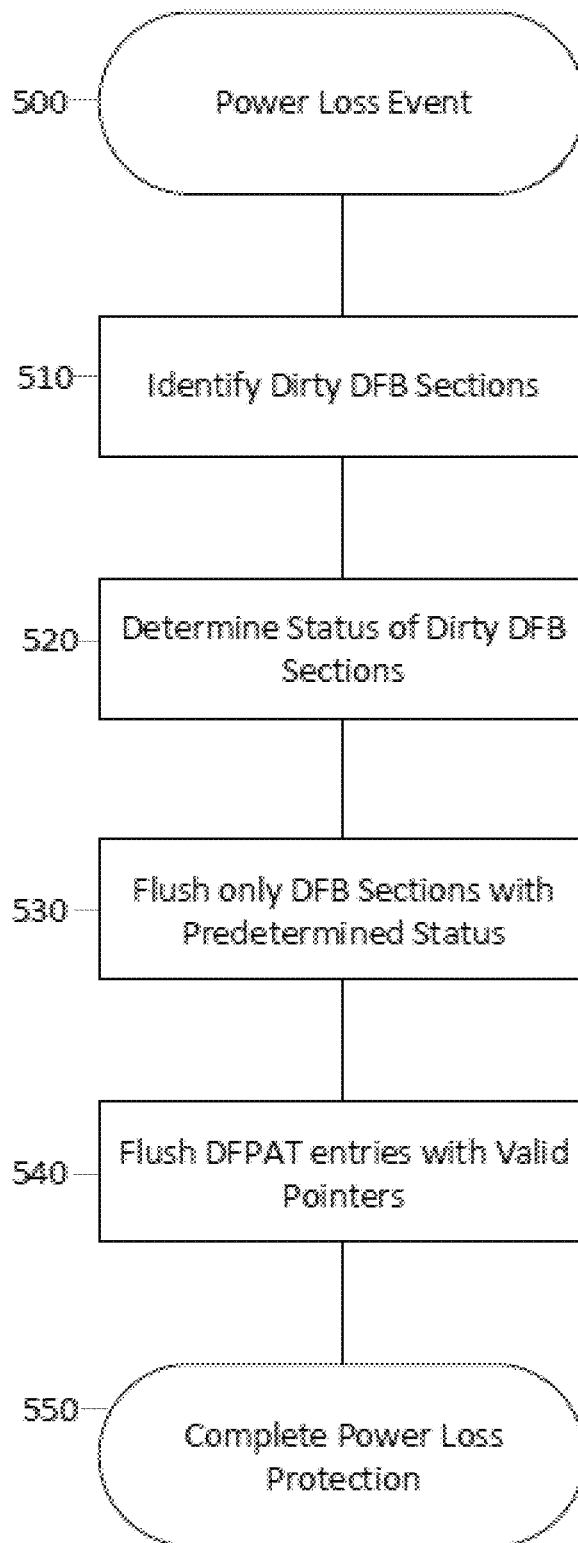 500
Power Loss Event
510
Identify Dirty DFB Sections
520
Determine Status of Dirty DFB
Sections
530
Flush only DFB Sections with
Predetermined Status
540
Flush DFPAT entries with Valid
Pointers
550
Complete Power Loss
Protection